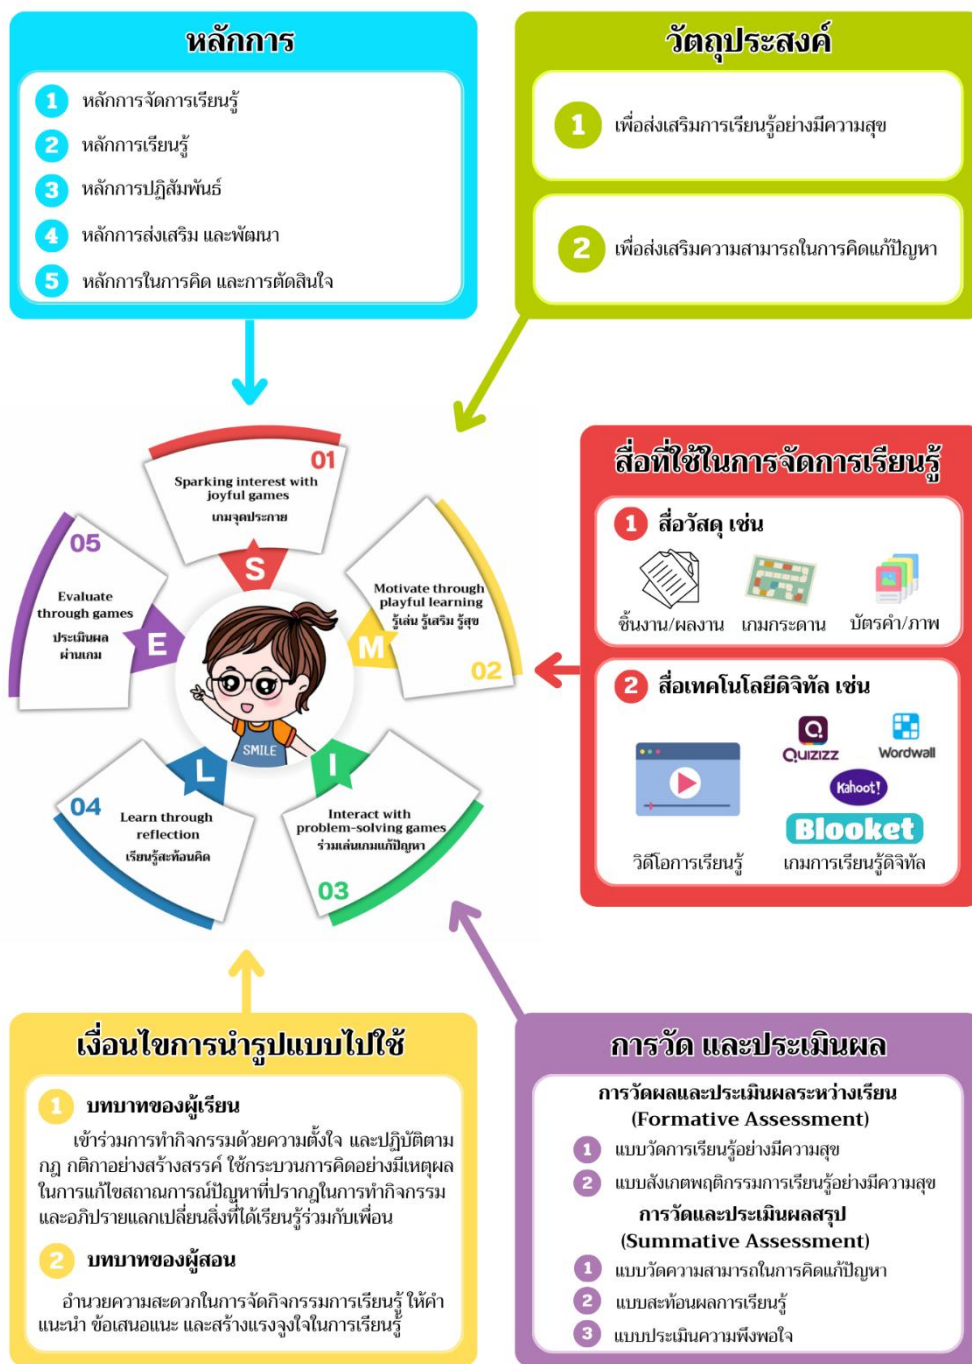 หลักการ
1 หลักการจัดการเรียนรู้
2 หลักการเรียนรู้
3 หลักการปฏิสัมพันธ์
4 หลักการส่งเสริม และพัฒนา
5 หลักการในการคิด และการตัดสินใจ
วัตถุประสงค์
1 เพื่อส่งเสริมการเรียนรู้อย่างมีความสุข
2 เพื่อส่งเสริมความสามารถในการคิดแก้ปัญหา
01
Sparking interest with
joyful games
เกมจุดประกาย
S
Motivate through
playful learning
รู้เล่น รู้เสริม รู้สุข
M
02
I
Interact with
problem-solving games
ร่วมเล่นเกมแก้ปัญหา
03
L
04
Learn through
reflection
เรียนรู้สะท้อนคิด
05
Evaluate
through games
ประเมินผล
ผ่านเกม
E
SMILE
สื่อที่ใช้ในการจัดการเรียนรู้
1 สื่อวัสดุ เช่น
ชิ้นงาน/ผลงาน เกมกระดาน บัตรคำ/ภาพ
2 สื่อเทคโนโลยีดิจิทัล เช่น
Quizizz
Wordwall
Kahoot!
Blooket
วิดีโอการเรียนรู้ เกมการเรียนรู้ดิจิทัล
เงื่อนไขการนำรูปแบบไปใช้
1 บทบาทของผู้เรียน
เข้าร่วมการทำกิจกรรมด้วยความตั้งใจ และปฏิบัติตาม
กฎ กติกาอย่างสร้างสรรค์ ใช้กระบวนการคิดอย่างมีเหตุผล
ในการแก้ไขสถานการณ์ปัญหาที่ปรากฏในการทำกิจกรรม
และอภิปรายแลกเปลี่ยนสิ่งที่ได้เรียนรู้ร่วมกับเพื่อน
2 บทบาทของผู้สอน
อำนวยความสะดวกในการจัดกิจกรรมการเรียนรู้ ให้คำ
แนะนำ ข้อเสนอแนะ และสร้างแรงจูงใจในการเรียนรู้
การวัด และประเมินผล
การวัดผลและประเมินผลระหว่างเรียน
(Formative Assessment)
1 แบบวัดการเรียนรู้อย่างมีความสุข
2 แบบสังเกตพฤติกรรมการเรียนรู้อย่างมีความสุข
การวัดและประเมินผลสรุป
(Summative Assessment)
1 แบบวัดความสามารถในการคิดแก้ปัญหา
2 แบบสะท้อนผลการเรียนรู้
3 แบบประเมินความพึงพอใจ